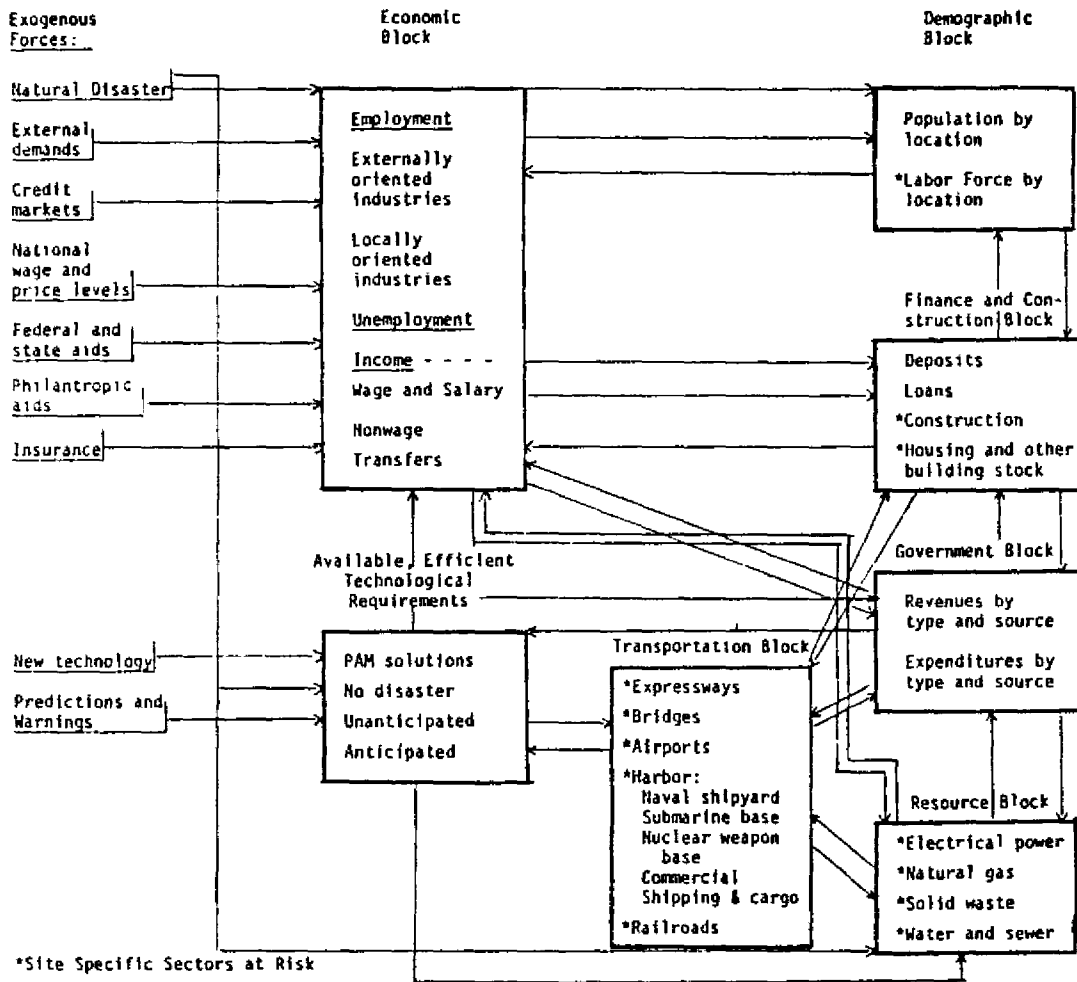 Exogenous
Forces:
Economic
Block
Demographic
Block
Natural Disaster
External
demands
Credit
markets
National
wage and
price levels
Federal and
state aids
Philantropic
aids
Insurance
Employment
Externally
oriented
industries
Locally
oriented
industries
Unemployment
Income - - - -
Wage and Salary
Nonwage
Transfers
Population by
location
*Labor Force by
location
Finance and Con-
struction Block
Deposits
Loans
*Construction
*Housing and other
building stock
Available, Efficient
Technological
Requirements
Government Block
Revenues by
type and source
Expenditures by
type and source
New technology
Predictions and
Warnings
PAM solutions
No disaster
Unanticipated
Anticipated
Transportation Block
*Expressways
*Bridges
*Airports
*Harbor:
Naval shipyard
Submarine base
Nuclear weapon
base
Commercial
Shipping & cargo
*Railroads
Resource Block
*Electrical power
*Natural gas
*Solid waste
*Water and sewer
*Site Specific Sectors at Risk